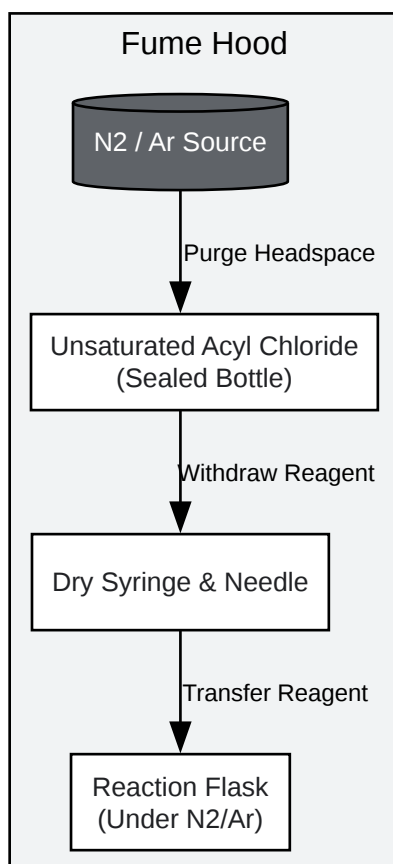 Fume Hood
N2 / Ar Source
Purge Headspace
Unsaturated Acyl Chloride
(Sealed Bottle)
Withdraw Reagent
Dry Syringe & Needle
Transfer Reagent
Reaction Flask
(Under N2/Ar)